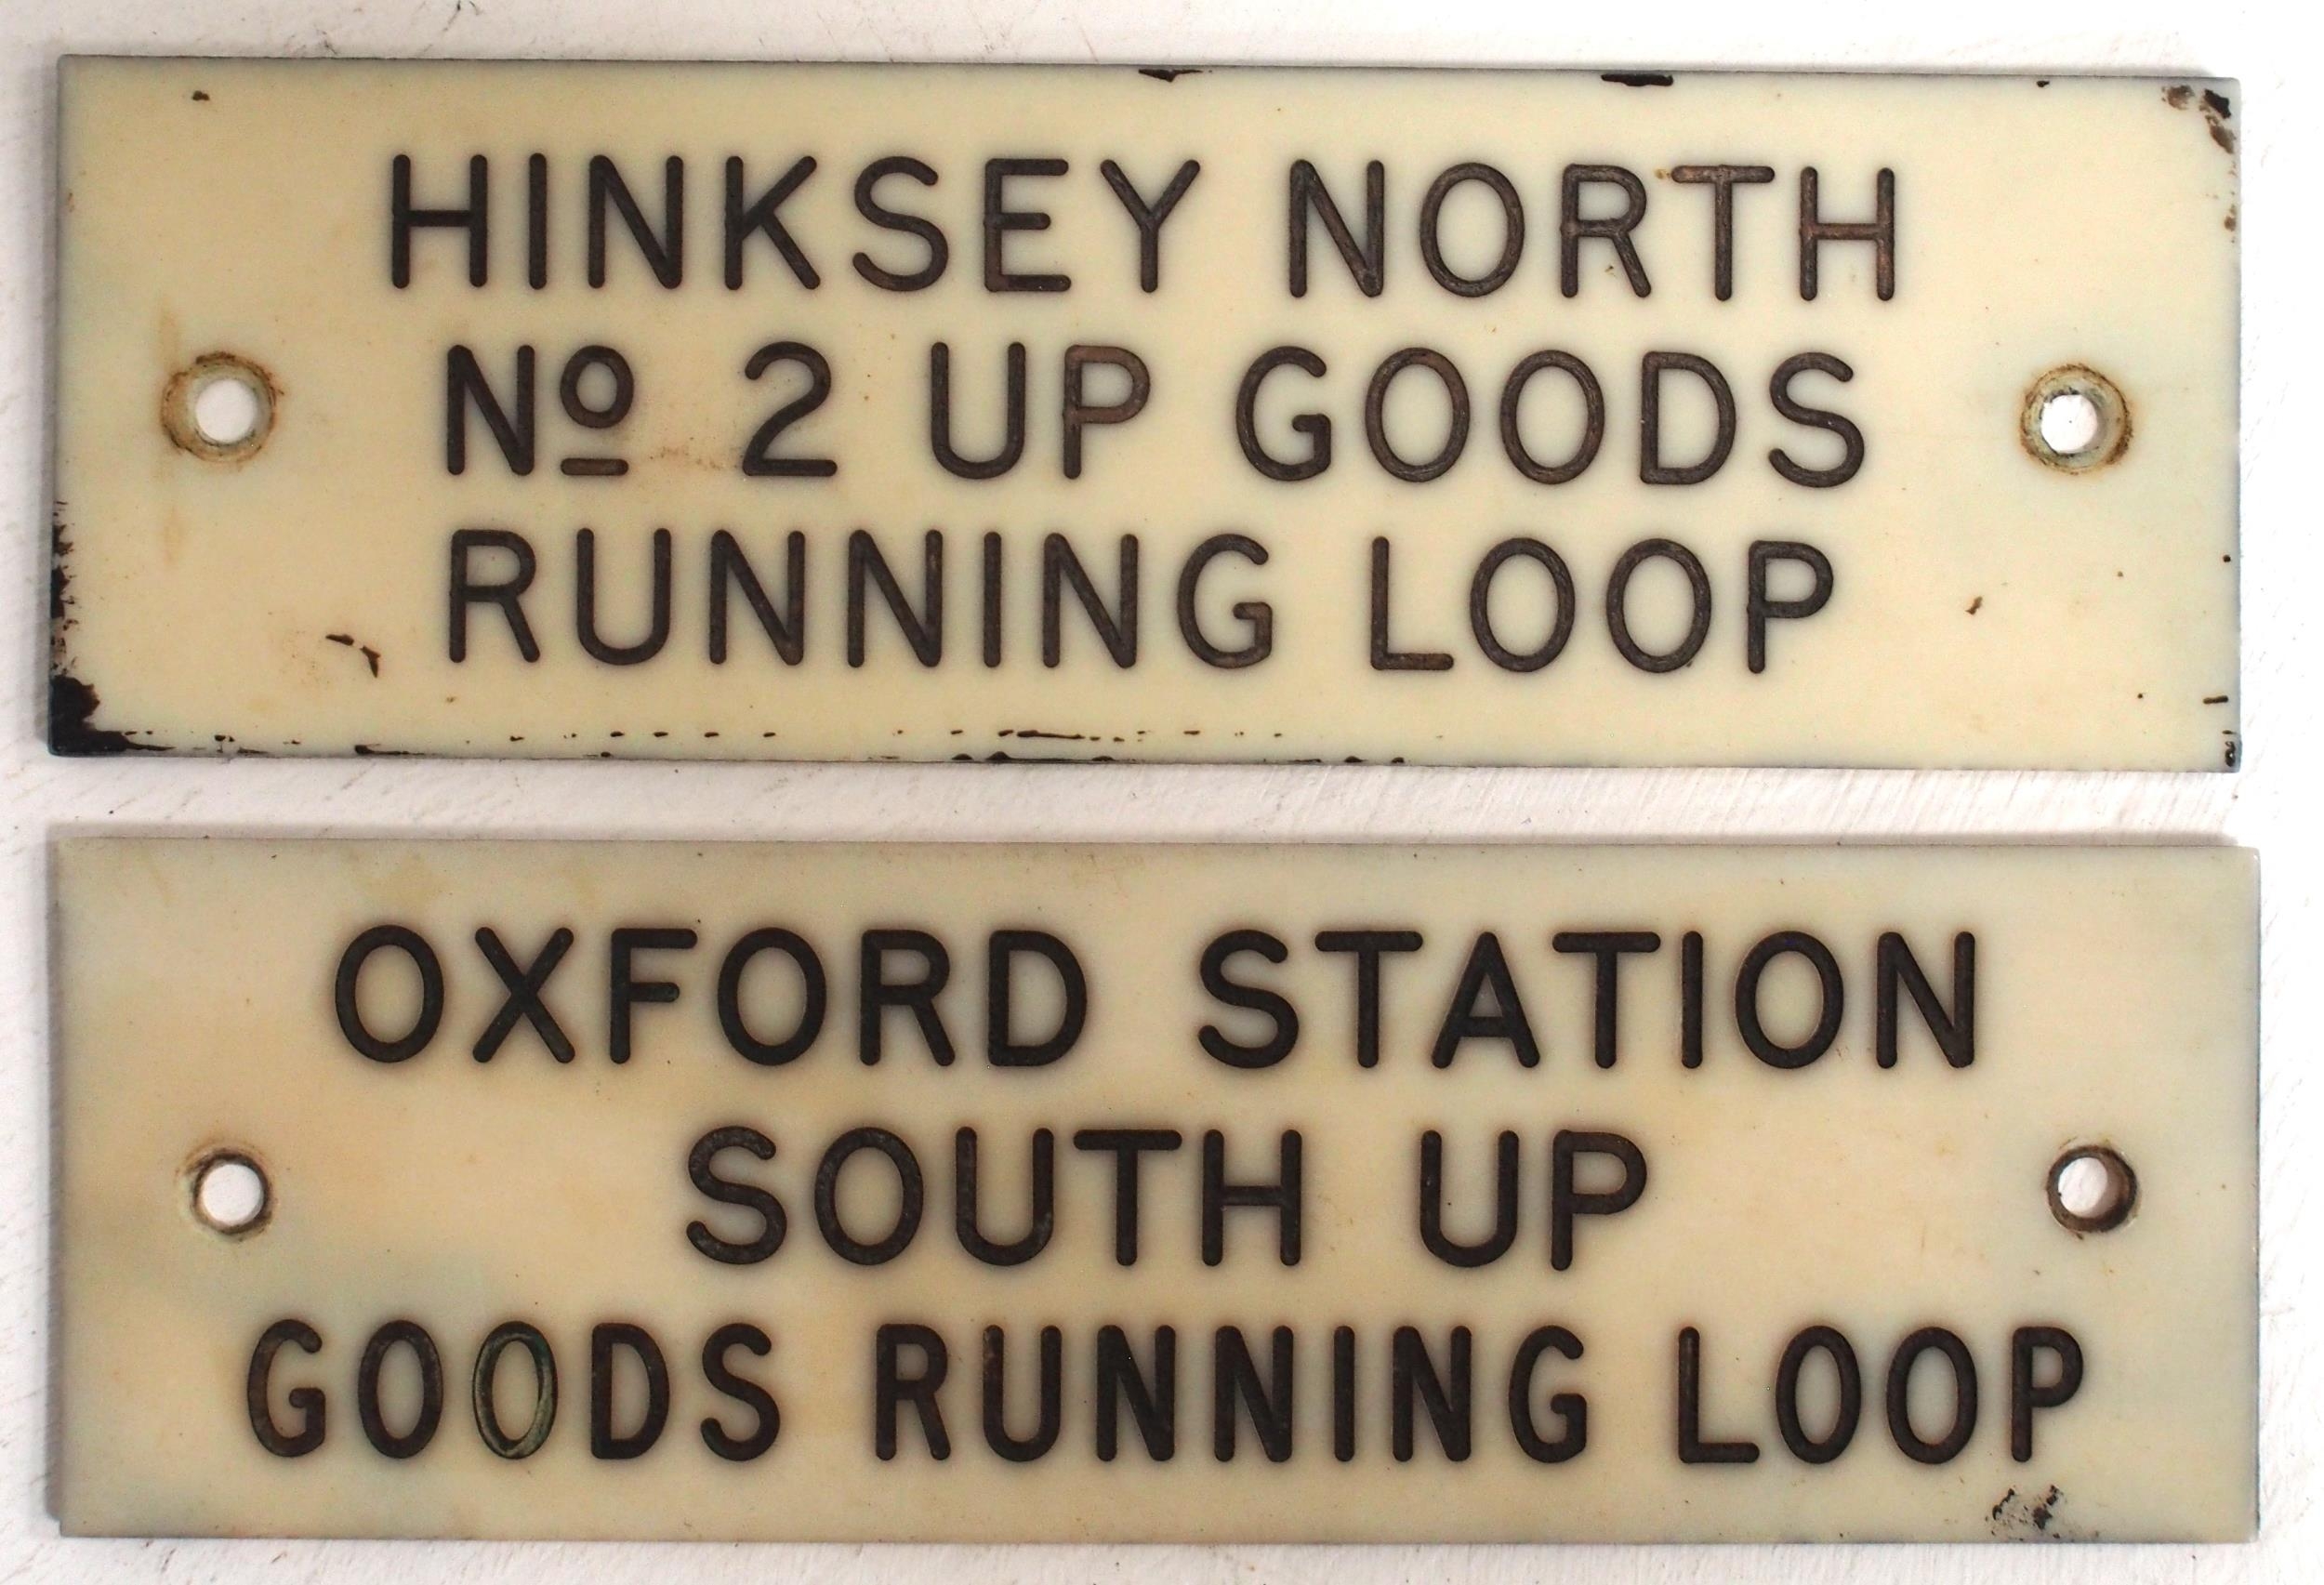 HINKSEY NORTH
Nº 2 UP GOODS
RUNNING LOOP
OXFORD STATION
SOUTH UP
GOODS RUNNING LOOP